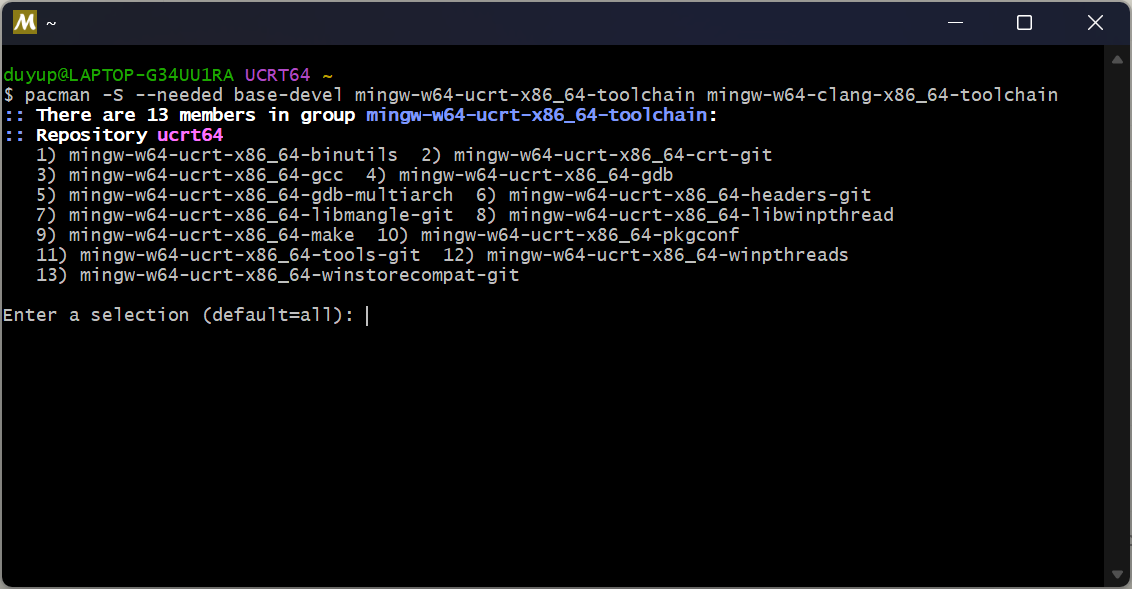 M ~
duyup@LAPTOP-G34UU1RA UCRT64 ~
$ pacman -S --needed base-devel mingw-w64-ucrt-x86_64-toolchain mingw-w64-clang-x86_64-toolchain
:: There are 13 members in group mingw-w64-ucrt-x86_64-toolchain:
:: Repository ucrt64
   1) mingw-w64-ucrt-x86_64-binutils  2) mingw-w64-ucrt-x86_64-crt-git
   3) mingw-w64-ucrt-x86_64-gcc  4) mingw-w64-ucrt-x86_64-gdb
   5) mingw-w64-ucrt-x86_64-gdb-multiarch  6) mingw-w64-ucrt-x86_64-headers-git
   7) mingw-w64-ucrt-x86_64-libmangle-git  8) mingw-w64-ucrt-x86_64-libwinpthread
   9) mingw-w64-ucrt-x86_64-make  10) mingw-w64-ucrt-x86_64-pkgconf
   11) mingw-w64-ucrt-x86_64-tools-git  12) mingw-w64-ucrt-x86_64-winpthreads
   13) mingw-w64-ucrt-x86_64-winstorecompat-git
Enter a selection (default=all):